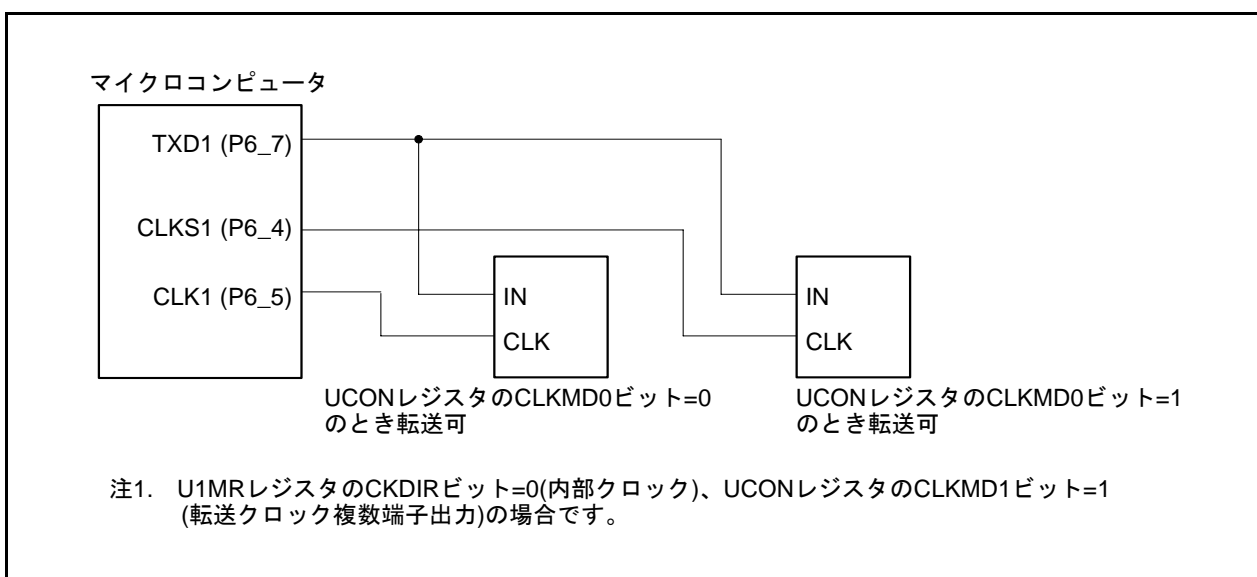 マイクロコンピュータ
TXD1 (P6_7)
CLKS1 (P6_4)
CLK1 (P6_5)
IN
CLK
IN
CLK
UCONレジスタのCLKMD0ビット=0
のとき転送可
UCONレジスタのCLKMD0ビット=1
のとき転送可
注1. U1MRレジスタのCKDIRビット=0(内部クロック)、UCONレジスタのCLKMD1ビット=1
(転送クロック複数端子出力)の場合です。